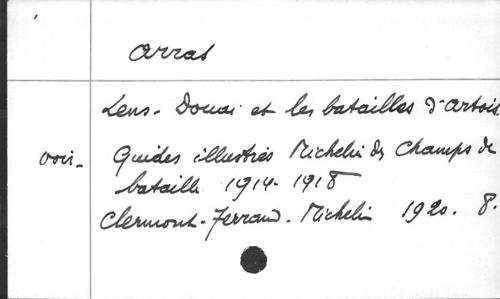 Arras
Lens - Douai et les batailles d'Artois.
voir - Guides illustrés Michelin des Champs de
bataille 1914-1918
Clermont-Ferrand. Michelin 1920. 8.